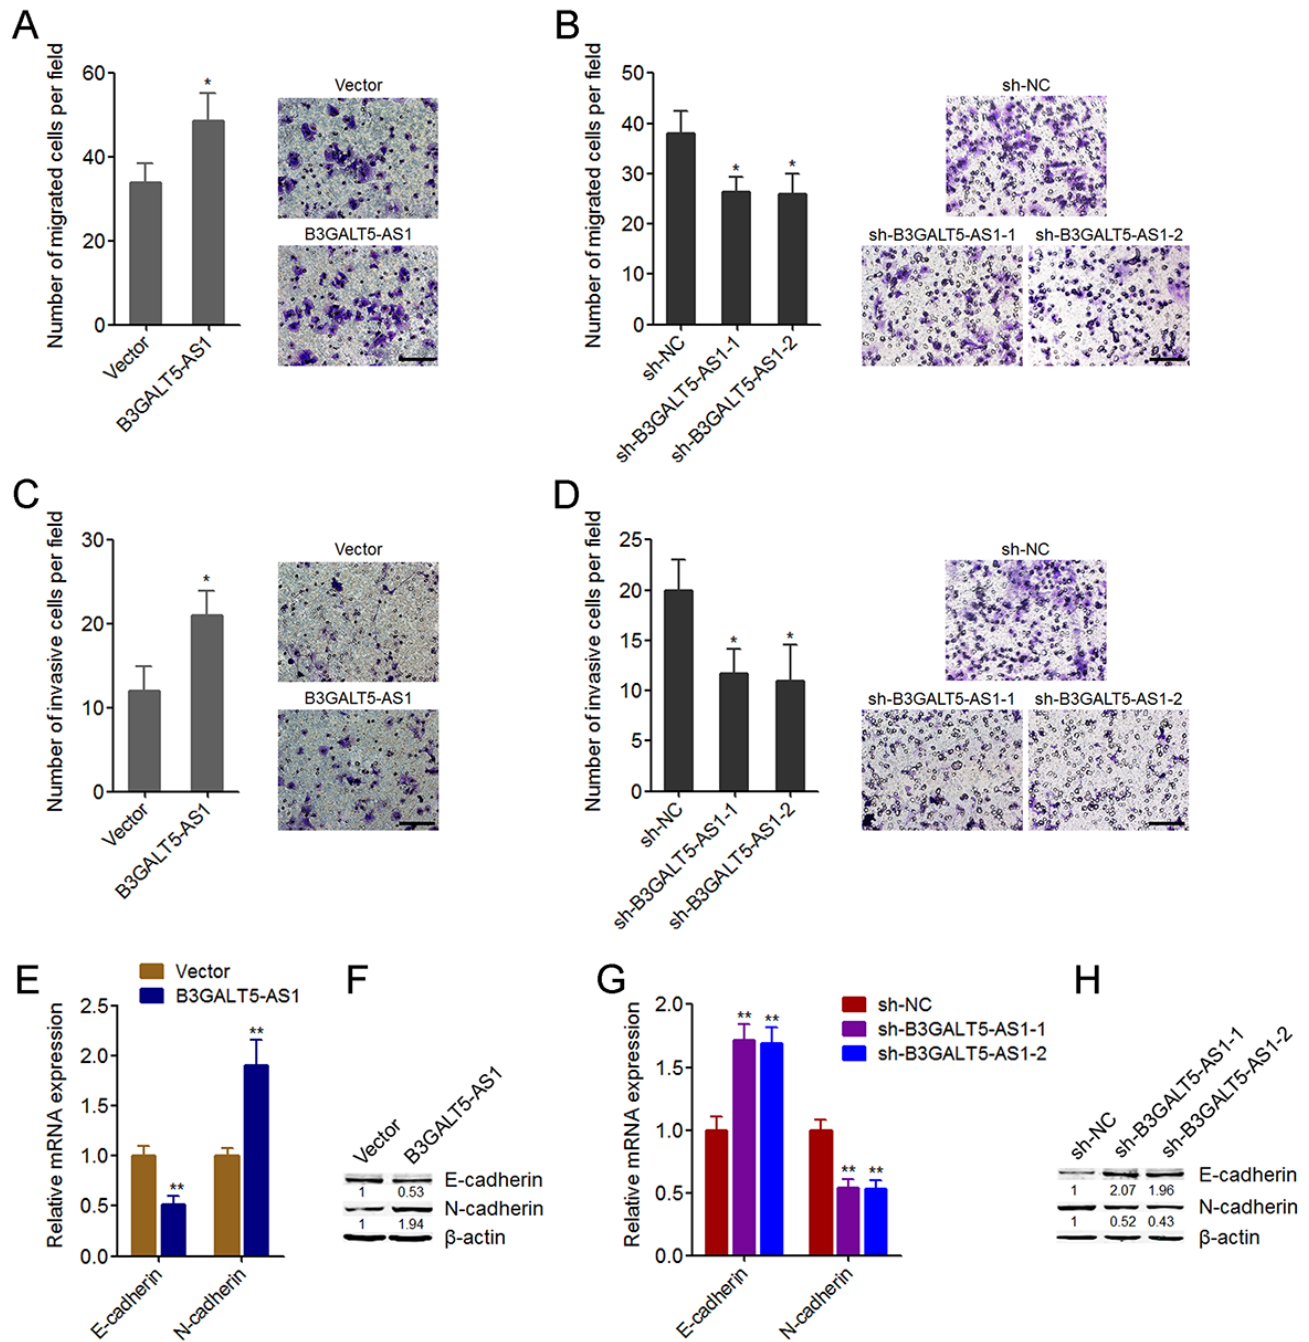 A
Number of migrated cells per field
60
40
20
0
*
Vector
B3GALT5-AS1
Vector
B3GALT5-AS1
B
Number of migrated cells per field
50
40
30
20
10
0
*
*
sh-NC
sh-B3GALT5-AS1-1
sh-B3GALT5-AS1-2
sh-NC
sh-B3GALT5-AS1-1 sh-B3GALT5-AS1-2
C
Number of invasive cells per field
30
20
10
0
*
Vector
B3GALT5-AS1
Vector
B3GALT5-AS1
D
Number of invasive cells per field
25
20
15
10
5
0
*
*
sh-NC
sh-B3GALT5-AS1-1
sh-B3GALT5-AS1-2
sh-NC
sh-B3GALT5-AS1-1 sh-B3GALT5-AS1-2
E
Vector
B3GALT5-AS1
Relative mRNA expression
2.5
2.0
1.5
1.0
0.5
0.0
**
**
E-cadherin
N-cadherin
F
Vector
B3GALT5-AS1
E-cadherin
1 0.53
N-cadherin
1 1.94
β-actin
G
sh-NC
sh-B3GALT5-AS1-1
sh-B3GALT5-AS1-2
Relative mRNA expression
2.0
1.5
1.0
0.5
0.0
** **
** **
E-cadherin
N-cadherin
H
sh-NC
sh-B3GALT5-AS1-1
sh-B3GALT5-AS1-2
E-cadherin
1 2.07 1.96
N-cadherin
1 0.52 0.43
β-actin